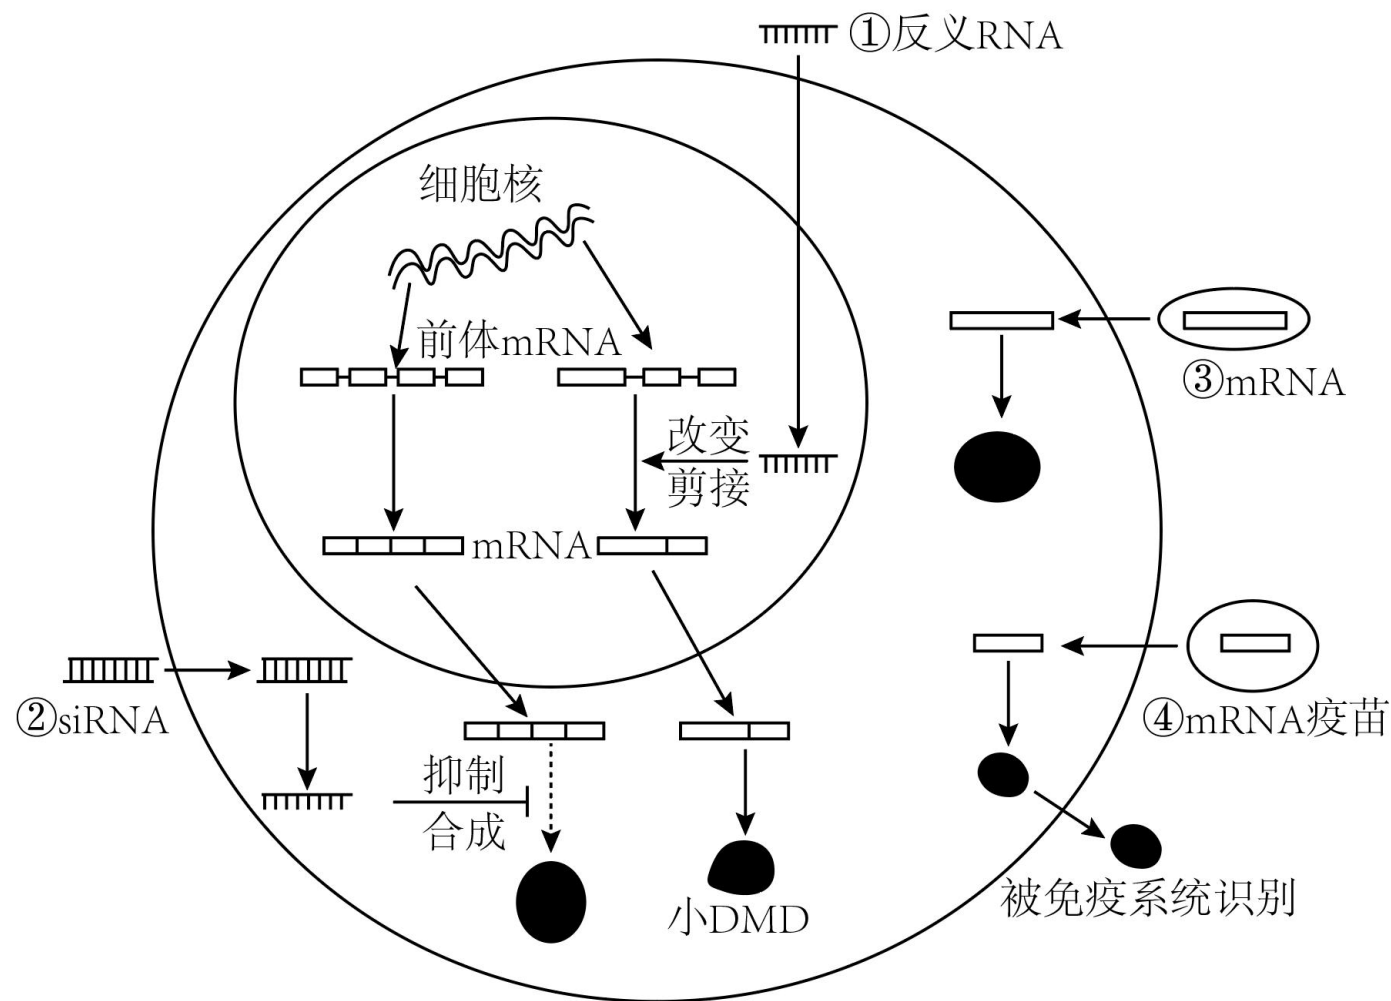 ①反义RNA
细胞核
前体mRNA
③mRNA
改变
剪接
mRNA
②siRNA
④mRNA疫苗
抑制
合成
小DMD
被免疫系统识别